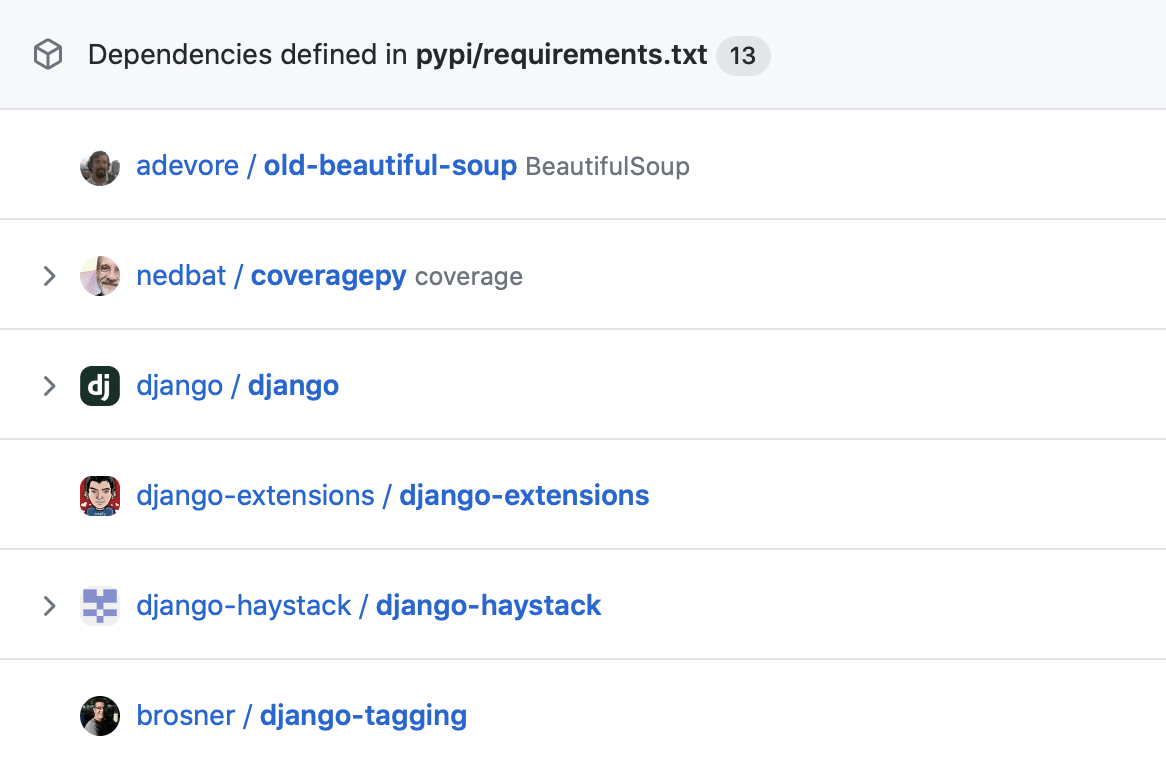 Dependencies defined in pypi/requirements.txt 13
adevore / old-beautiful-soup BeautifulSoup
nedbat / coveragepy coverage
dj django / django
django-extensions / django-extensions
django-haystack / django-haystack
brosner / django-tagging